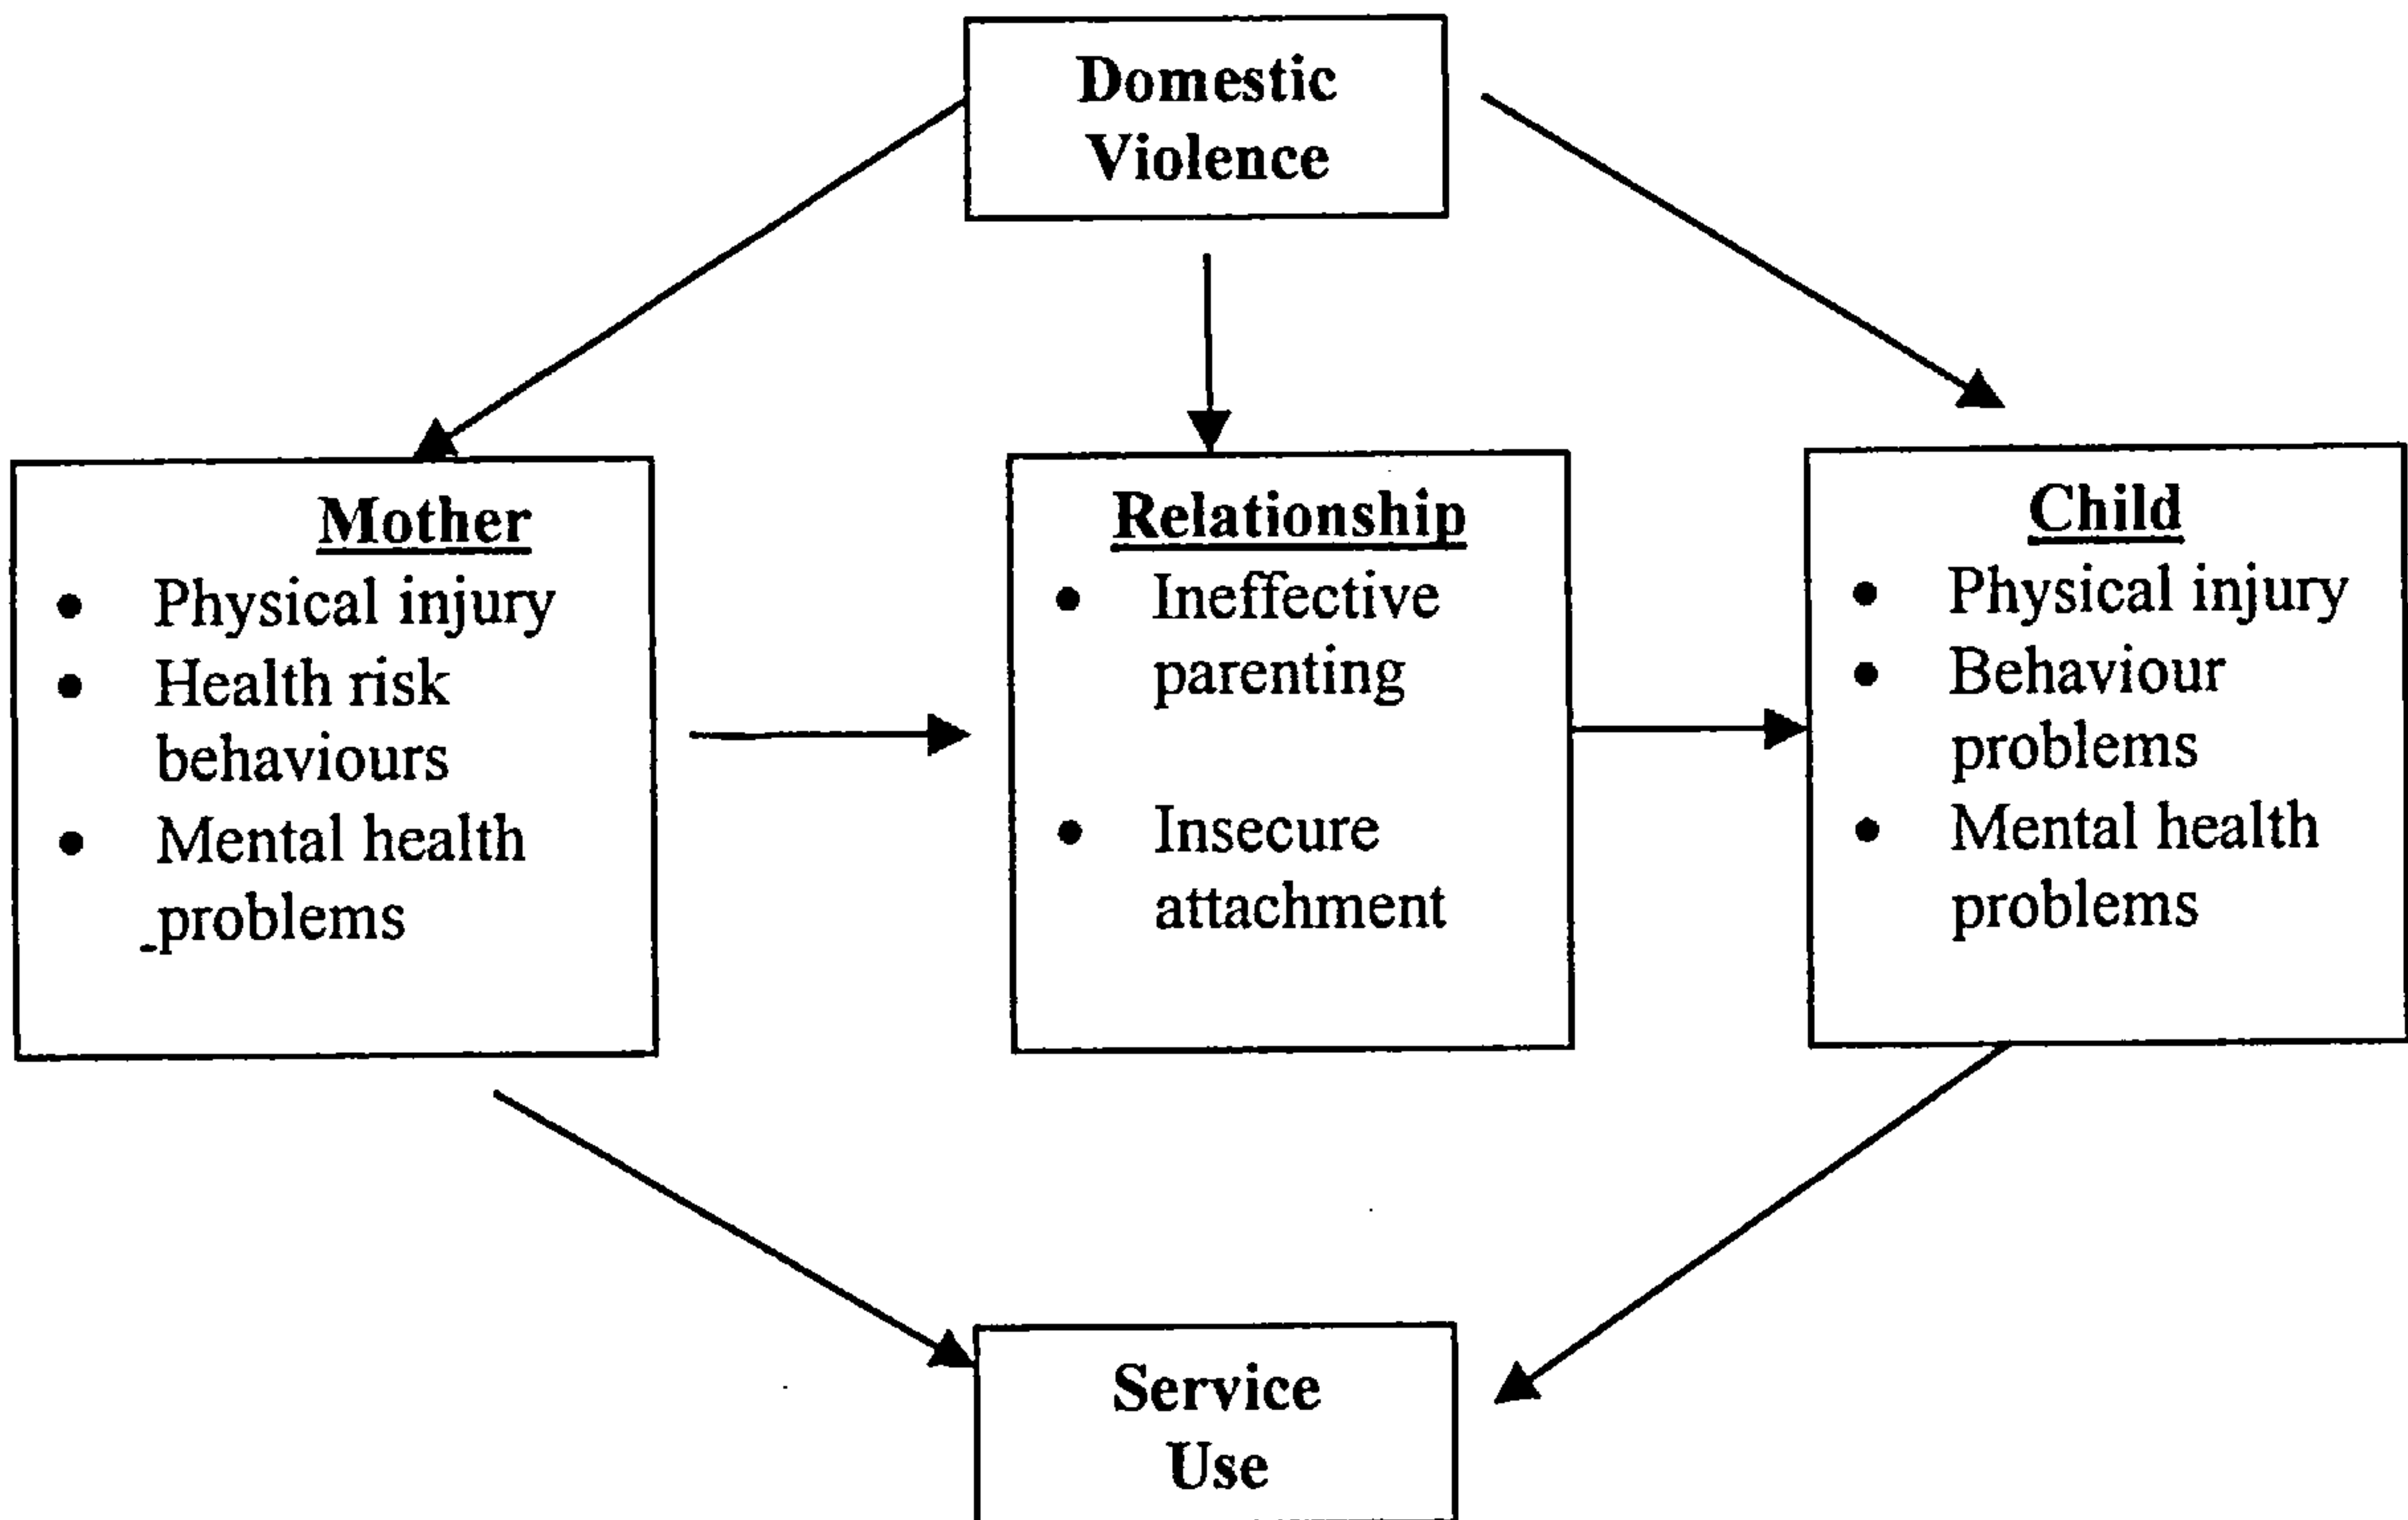 Domestic
Violence
Mother
• Physical injury
• Health risk
behaviours
• Mental health
problems
Relationship
• Ineffective
parenting
• Insecure
attachment
Child
• Physical injury
• Behaviour
problems
• Mental health
problems
Service
Use